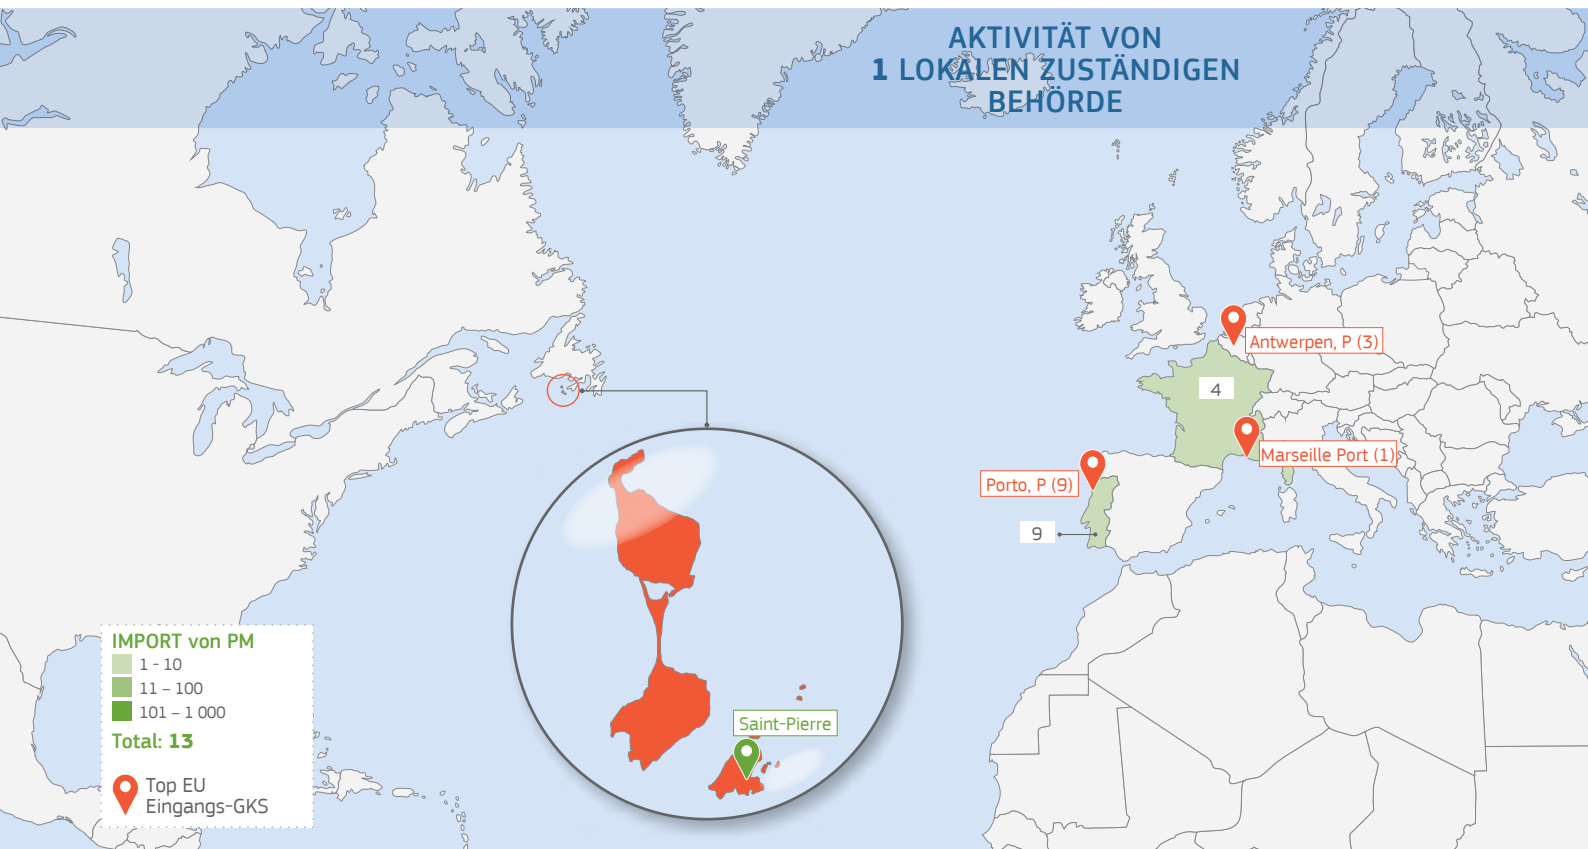 AKTIVITÄT VON
1 LOKALEN ZUSTÄNDIGEN
BEHÖRDE
Antwerpen, P (3)
4
Marseille Port (1)
Porto, P (9)
9
IMPORT von PM
1 - 10
11 – 100
101 – 1 000
Total: 13
Top EU
Eingangs-GKS
Saint-Pierre